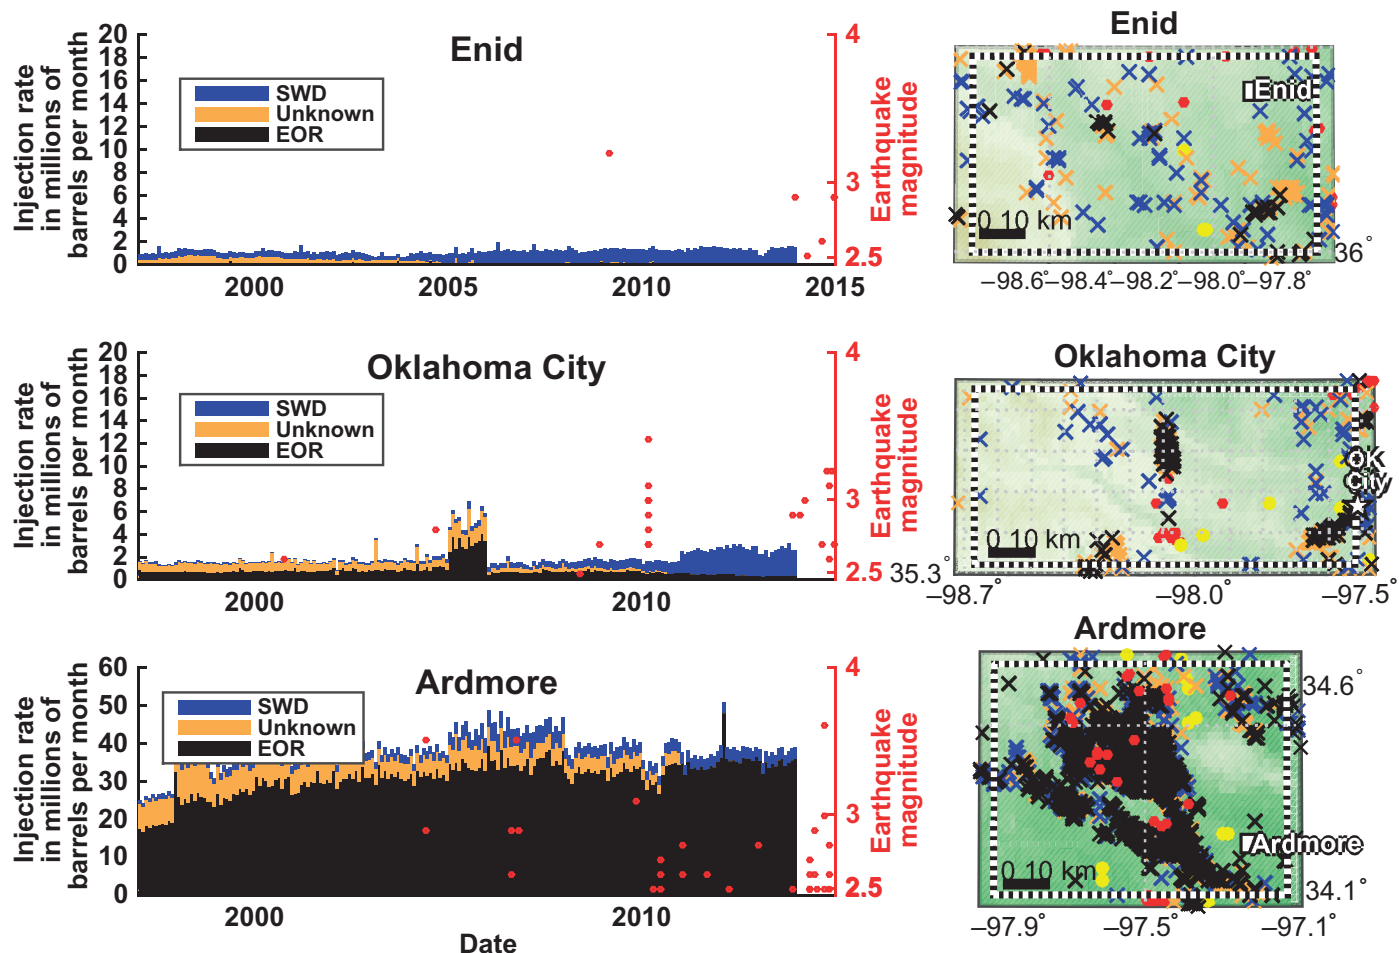 Enid
Injection rate
in millions of
barrels per month
20
18
16
14
12
10
8
6
4
2
0
SWD
Unknown
EOR
2000
2005
2010
2015
4
3
2.5
Earthquake
magnitude
Enid
Enid
0 10 km
36°
–98.6° –98.4° –98.2° –98.0° –97.8°
Oklahoma City
Injection rate
in millions of
barrels per month
20
18
16
14
12
10
8
6
4
2
0
SWD
Unknown
EOR
2000
2010
4
3
2.5
Earthquake
magnitude
Oklahoma City
OK
City
0 10 km
35.3°
–98.7°
–98.0°
–97.5°
Ardmore
Injection rate
in millions of
barrels per month
60
50
40
30
20
10
0
SWD
Unknown
EOR
2000
2010
Date
4
3
2.5
Earthquake
magnitude
Ardmore
34.6°
Ardmore
0 10 km
34.1°
–97.9°
–97.5°
–97.1°